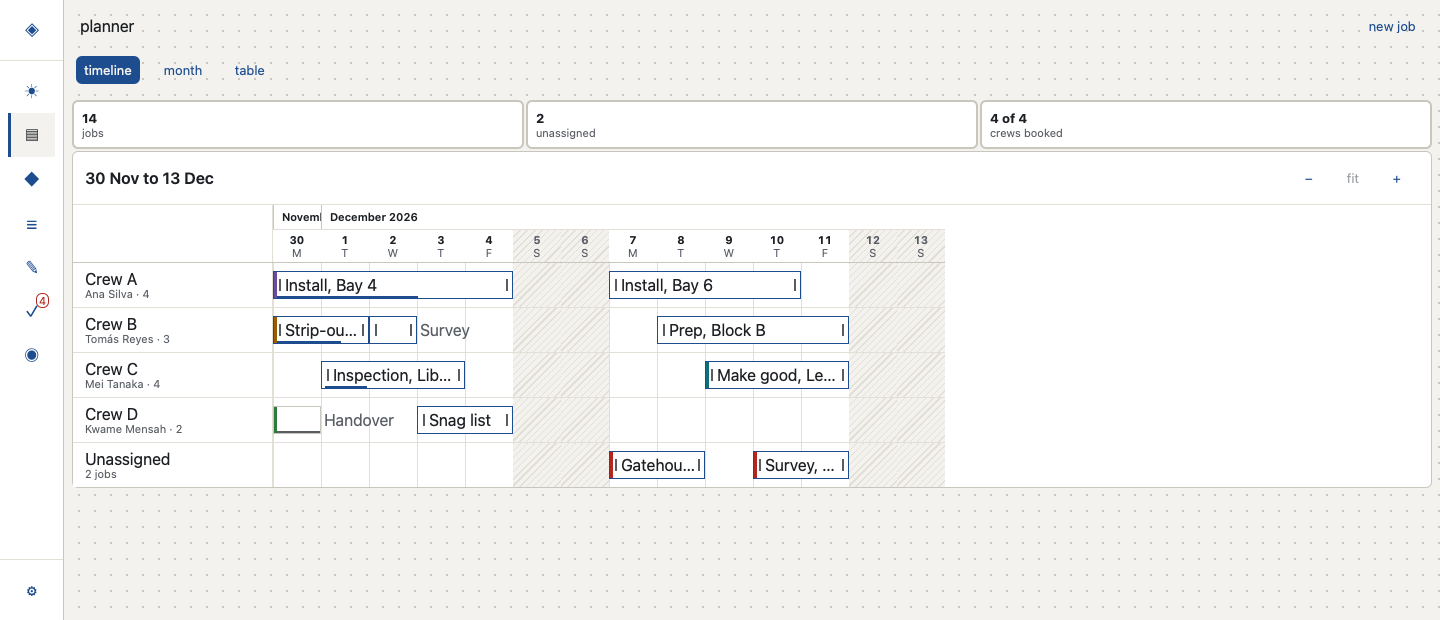 planner
new job
timeline month table
14
jobs
2
unassigned
4 of 4
crews booked
30 Nov to 13 Dec
− fit +
Novem December 2026
30 1 2 3 4 5 6 7 8 9 10 11 12 13
M T W T F S S M T W T F S S
Crew A
Ana Silva · 4
Install, Bay 4
Install, Bay 6
Crew B
Tomás Reyes · 3
Strip-ou...
Survey
Prep, Block B
Crew C
Mei Tanaka · 4
Inspection, Lib...
Make good, Le...
4
Crew D
Kwame Mensah · 2
Handover
Snag list
Unassigned
2 jobs
Gatehou...
Survey, ...